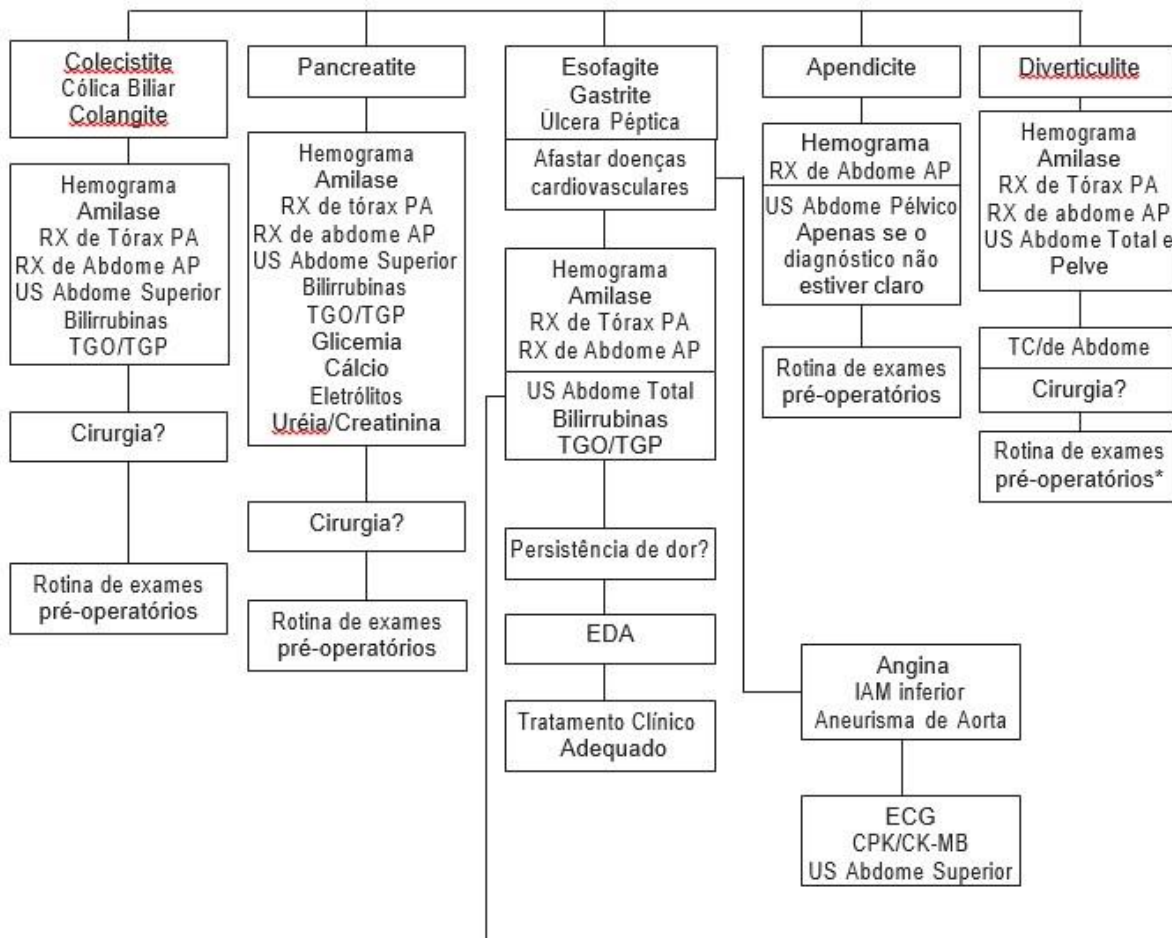 Colecistite
Cólica Biliar
Colangite
Hemograma
Amilase
RX de Tórax PA
RX de Abdome AP
US Abdome Superior
Bilirrubinas
TGO/TGP
Cirurgia?
Rotina de exames
pré-operatórios
Pancreatite
Hemograma
Amilase
RX de tórax PA
RX de abdome AP
US Abdome Superior
Bilirrubinas
TGO/TGP
Glicemia
Cálcio
Eletrólitos
Uréia/Creatinina
Cirurgia?
Rotina de exames
pré-operatórios
Esofagite
Gastrite
Úlcera Péptica
Afastar doenças
cardiovasculares
Hemograma
Amilase
RX de Tórax PA
RX de Abdome AP
US Abdome Total
Bilirrubinas
TGO/TGP
Persistência de dor?
EDA
Tratamento Clínico
Adequado
Apendicite
Hemograma
RX de Abdome AP
US Abdome Pélvico
Apenas se o
diagnóstico não
estiver claro
Rotina de exames
pré-operatórios
Angina
IAM inferior
Aneurisma de Aorta
ECG
CPK/CK-MB
US Abdome Superior
Diverticulite
Hemograma
Amilase
RX de Tórax PA
RX de abdome AP
US Abdome Total e
Pelve
TC/de Abdome
Cirurgia?
Rotina de exames
pré-operatórios*